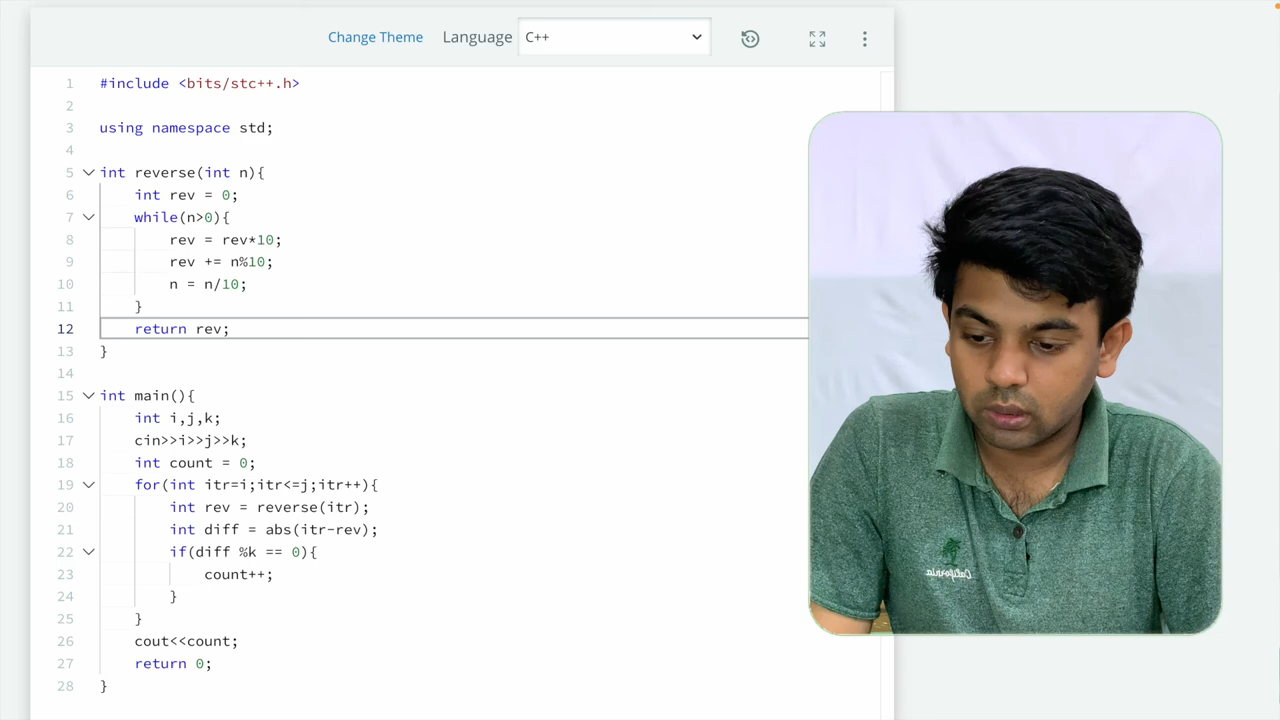 Change Theme Language C++
1 #include <bits/stc++.h>
2
3 using namespace std;
4
5 int reverse(int n){
6 int rev = 0;
7 while(n>0){
8 rev = rev*10;
9 rev += n%10;
10 n = n/10;
11 }
12 return rev;
13 }
14
15 int main(){
16 int i,j,k;
17 cin>>i>>j>>k;
18 int count = 0;
19 for(int itr=i;itr<=j;itr++){
20 int rev = reverse(itr);
21 int diff = abs(itr-rev);
22 if(diff %k == 0){
23 count++;
24 }
25 }
26 cout<<count;
27 return 0;
28 }
California